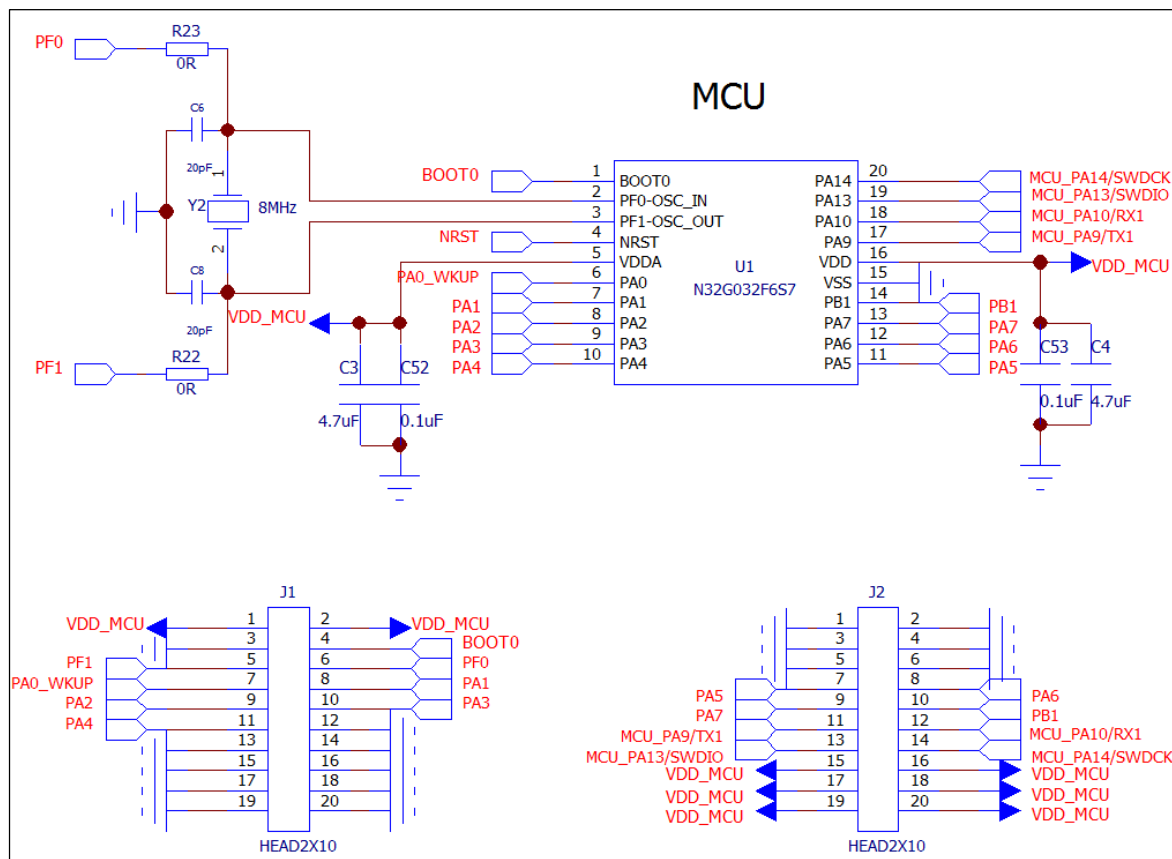 MCU
PF0
R23
0R
C6
20pF
1
Y2
8MHz
2
C8
20pF
PF1
R22
0R
BOOT0
1
BOOT0
2
PF0-OSC_IN
3
PF1-OSC_OUT
NRST
4
NRST
5
VDDA
PA0_WKUP
6
PA0
PA1
7
PA1
PA2
8
PA2
PA3
9
PA3
PA4
10
PA4
U1
N32G032F6S7
PA14
20
MCU_PA14/SWDCK
PA13
19
MCU_PA13/SWDIO
PA10
18
MCU_PA10/RX1
PA9
17
MCU_PA9/TX1
VDD
16
VDD_MCU
VSS
15
PB1
14
PB1
PA7
13
PA7
PA6
12
PA6
PA5
11
PA5
VDD_MCU
C3
C52
4.7uF
0.1uF
C53
C4
0.1uF
4.7uF
J1
VDD_MCU
1
2
VDD_MCU
3
4
BOOT0
PF1
5
6
PF0
PA0_WKUP
7
8
PA1
PA2
9
10
PA3
PA4
11
12
13
14
15
16
17
18
19
20
HEAD2X10
J2
1
2
3
4
5
6
PA5
7
8
PA6
PA7
9
10
PB1
MCU_PA9/TX1
11
12
MCU_PA10/RX1
MCU_PA13/SWDIO
13
14
MCU_PA14/SWDCK
VDD_MCU
15
16
VDD_MCU
VDD_MCU
17
18
VDD_MCU
VDD_MCU
19
20
VDD_MCU
HEAD2X10